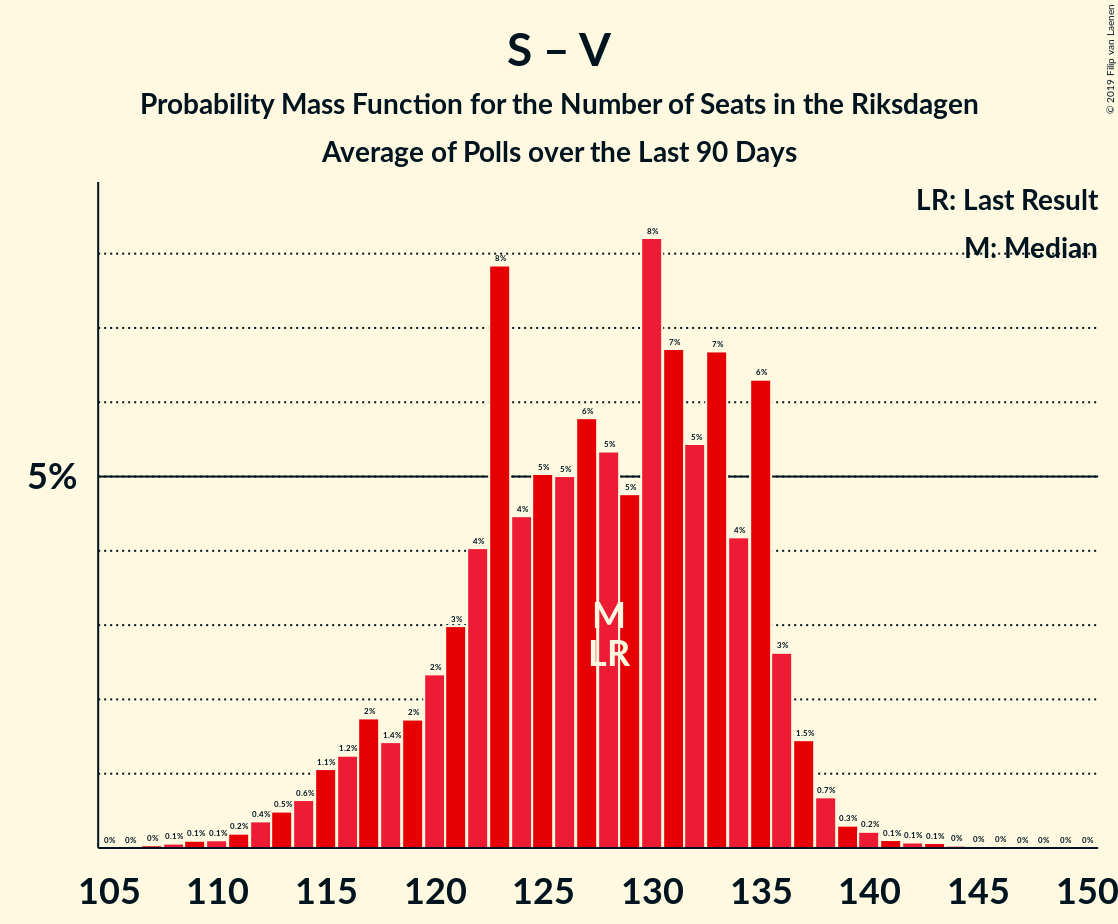 S – V
Probability Mass Function for the Number of Seats in the Riksdagen
Average of Polls over the Last 90 Days
© 2019 Filip van Laenen
LR: Last Result
M: Median
5%
0% 0% 0% 0.1% 0.1% 0.1% 0.2% 0.4% 0.5% 0.6% 1.1% 1.2% 2% 1.4% 2% 2% 3% 4% 8% 4% 5% 5% 6% 5% 5% 8% 7% 5% 7% 4% 6% 3% 1.5% 0.7% 0.3% 0.2% 0.1% 0.1% 0.1% 0% 0% 0% 0% 0% 0% 0%
M
LR
105 110 115 120 125 130 135 140 145 150